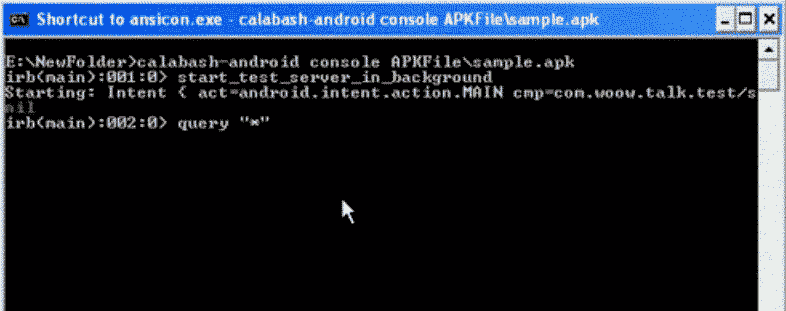 Shortcut to ansicon.exe - calabash-android console APKFile\sample.apk
E:\NewFolder>calabash-android console APKFile\sample.apk
irb(main):001:0> start_test_server_in_background
Starting: Intent { act=android.intent.action.MAIN cmp=com.woow.talk.test/s
nil
irb(main):002:0> query "*"